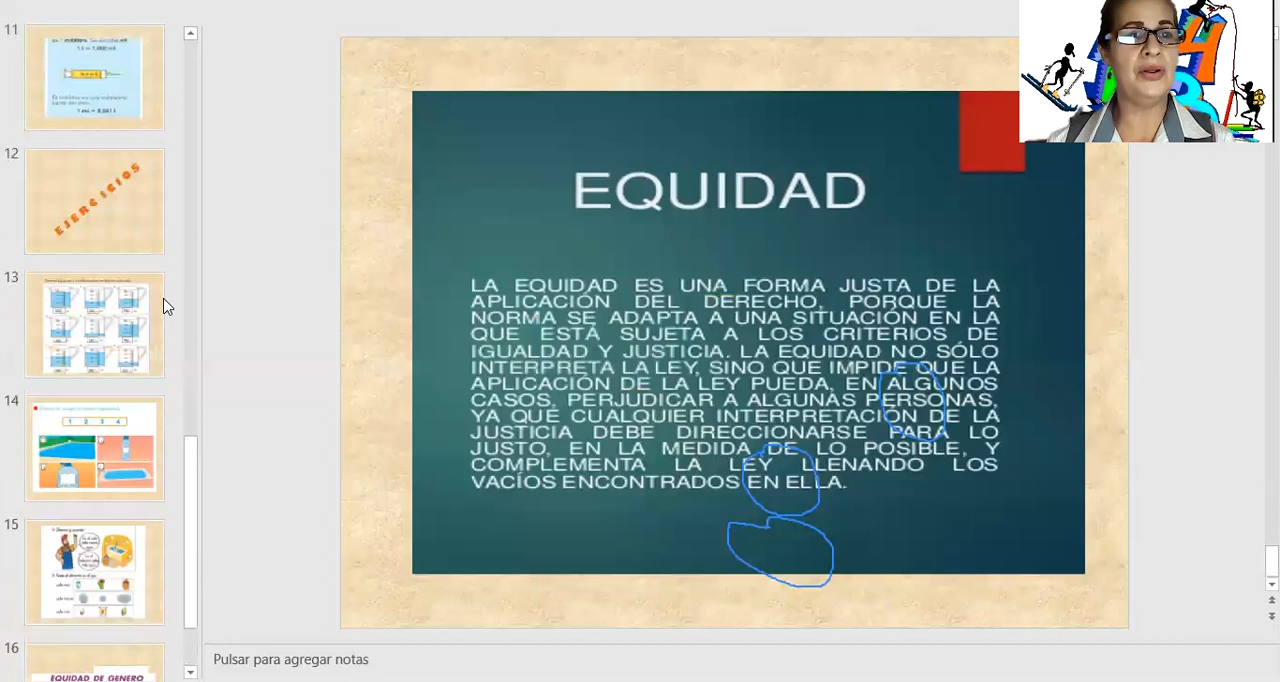 11
12
EJERCICIOS
13
14
1 2 3 4
15
16
EQUIDAD DE GENERO
EQUIDAD
LA EQUIDAD ES UNA FORMA JUSTA DE LA
APLICACIÓN DEL DERECHO, PORQUE LA
NORMA SE ADAPTA A UNA SITUACIÓN EN LA
QUE ESTÁ SUJETA A LOS CRITERIOS DE
IGUALDAD Y JUSTICIA. LA EQUIDAD NO SÓLO
INTERPRETA LA LEY, SINO QUE IMPIDE QUE LA
APLICACIÓN DE LA LEY PUEDA, EN ALGUNOS
CASOS, PERJUDICAR A ALGUNAS PERSONAS,
YA QUE CUALQUIER INTERPRETACIÓN DE LA
JUSTICIA DEBE DIRECCIONARSE PARA LO
JUSTO, EN LA MEDIDA DE LO POSIBLE, Y
COMPLEMENTA LA LEY LLENANDO LOS
VACÍOS ENCONTRADOS EN ELLA.
Pulsar para agregar notas